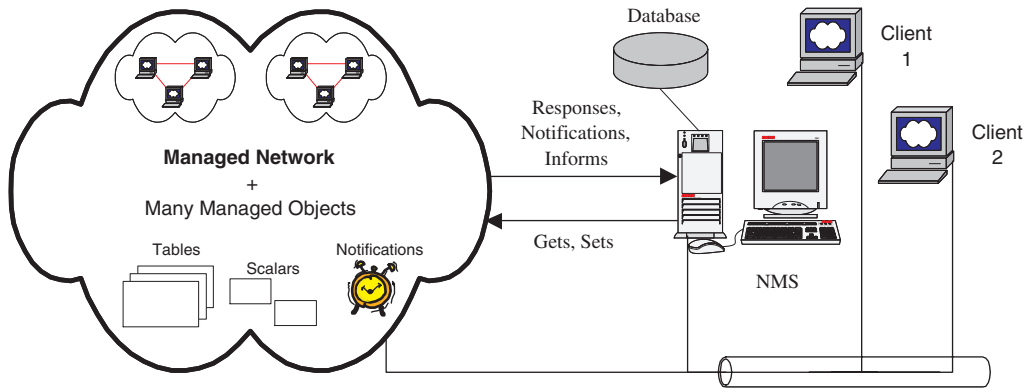 Database
Client
1
Responses,
Notifications,
Informs
Client
2
Managed Network
+
Many Managed Objects
Gets, Sets
Tables
Scalars
Notifications
NMS